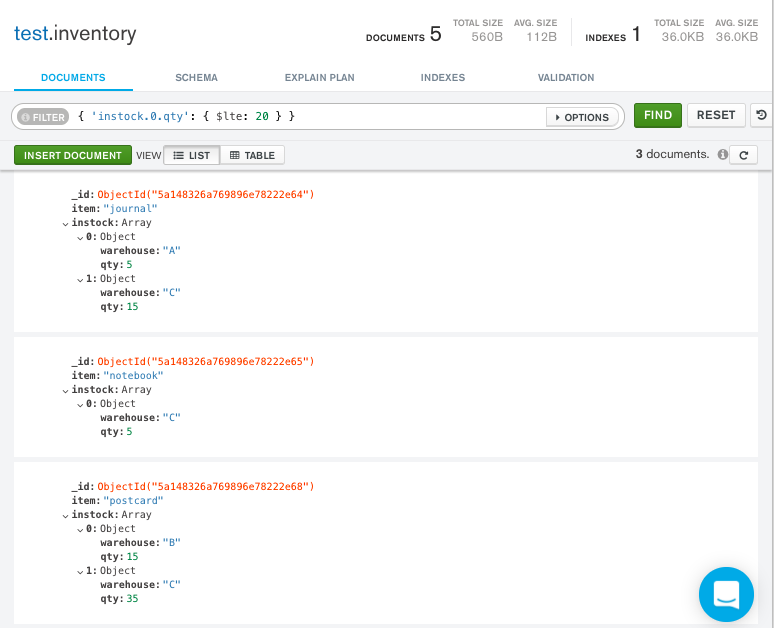 test.inventory
DOCUMENTS 5 TOTAL SIZE 560B AVG. SIZE 112B INDEXES 1 TOTAL SIZE 36.0KB AVG. SIZE 36.0KB
DOCUMENTS SCHEMA EXPLAIN PLAN INDEXES VALIDATION
FILTER { 'instock.0.qty': { $lte: 20 } } OPTIONS FIND RESET
INSERT DOCUMENT VIEW LIST TABLE 3 documents.
_id: ObjectId("5a148326a769896e78222e64")
item: "journal"
instock: Array
0: Object
warehouse: "A"
qty: 5
1: Object
warehouse: "C"
qty: 15
_id: ObjectId("5a148326a769896e78222e65")
item: "notebook"
instock: Array
0: Object
warehouse: "C"
qty: 5
_id: ObjectId("5a148326a769896e78222e68")
item: "postcard"
instock: Array
0: Object
warehouse: "B"
qty: 15
1: Object
warehouse: "C"
qty: 35